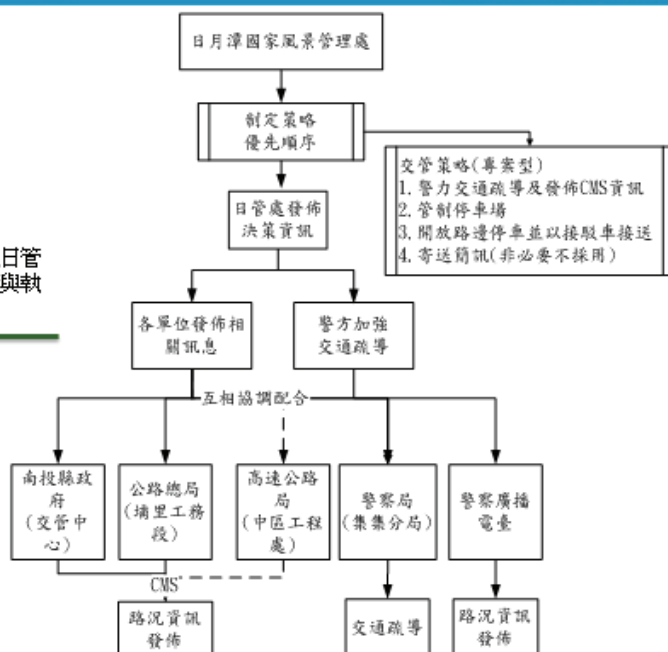 日月潭國家風景管理處
制定策略
優先順序
交管策略(專案型)
1. 警力交通疏導及發佈CMS資訊
2. 管制停車場
3. 開放路邊停車並以接駁車接送
4. 寄送簡訊(非必要不採用)
日管處發佈
決策資訊
日管
與執
各單位發佈相
關訊息
警方加強
交通疏導
互相協調配合
南投縣政
府
(交管中
心)
公路總局
(埔里工務
段)
高速公路
局
(中區工程
處)
警察局
(集集分局)
警察廣播
電臺
CMS
路況資訊
發佈
交通疏導
路況資訊
發佈